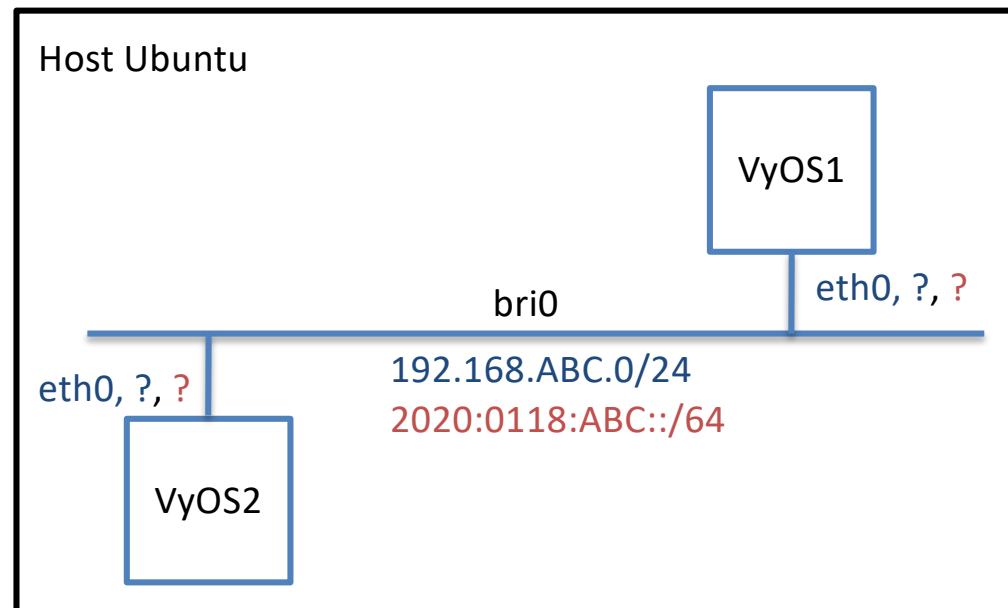 Host Ubuntu
VyOS1
eth0, ?, ?
bri0
192.168.ABC.0/24
2020:0118:ABC::/64
eth0, ?, ?
VyOS2